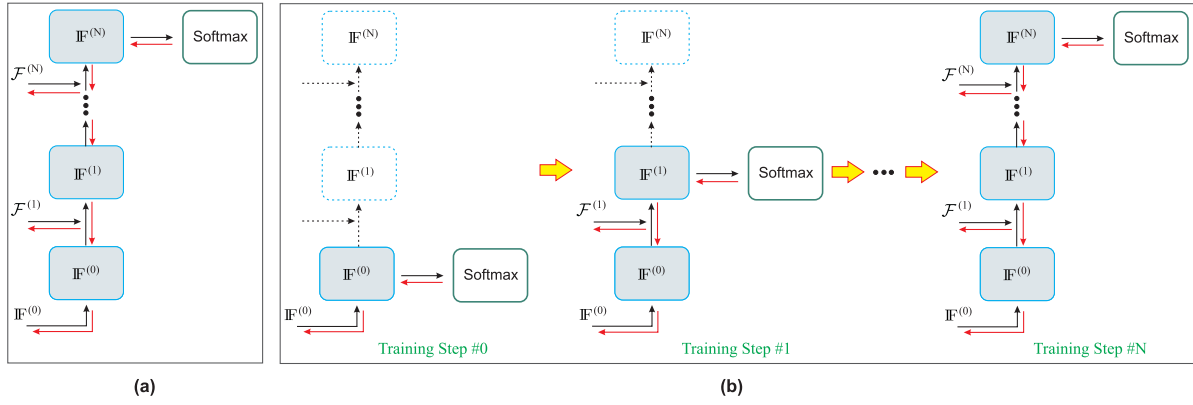 𝔽^(N)
Softmax
ℱ^(N)
𝔽^(1)
ℱ^(1)
𝔽^(0)
𝔽^(0)
(a)
𝔽^(N)
𝔽^(1)
𝔽^(0)
Softmax
𝔽^(0)
Training Step #0
𝔽^(N)
𝔽^(1)
Softmax
ℱ^(1)
𝔽^(0)
𝔽^(0)
Training Step #1
𝔽^(N)
Softmax
ℱ^(N)
𝔽^(1)
ℱ^(1)
𝔽^(0)
𝔽^(0)
Training Step #N
(b)